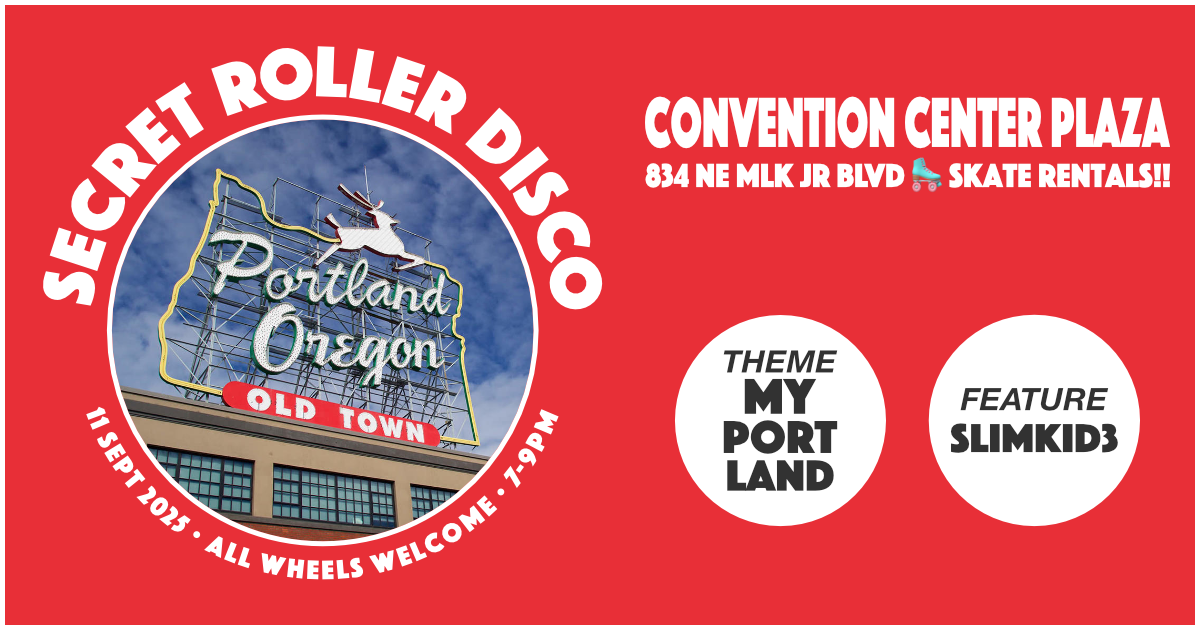 SECRET ROLLER DISCO
Portland
Oregon
OLD TOWN
11 SEPT 2025 • ALL WHEELS WELCOME • 7-9PM
CONVENTION CENTER PLAZA
834 NE MLK JR BLVD 🛼 SKATE RENTALS!!
THEME
MY
PORT
LAND
FEATURE
SLIMKID3